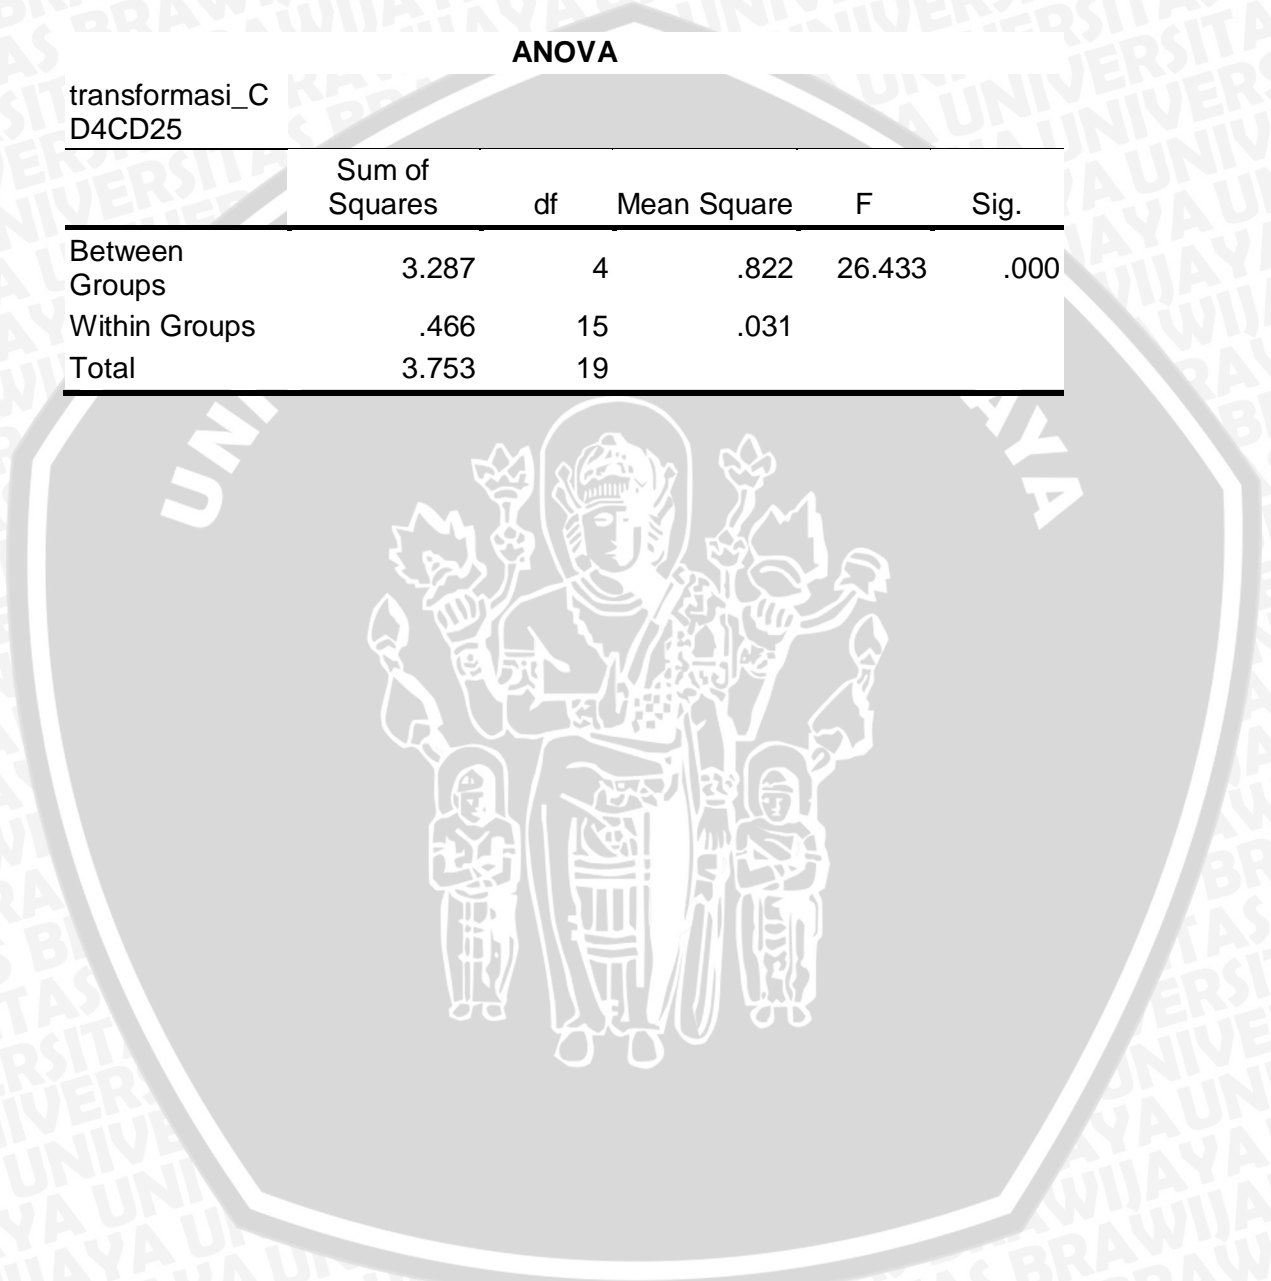 ANOVA
transformasi_C
D4CD25
Sum of
Squares df Mean Square F Sig.
Between
Groups 3.287 4 .822 26.433 .000
Within Groups .466 15 .031
Total 3.753 19